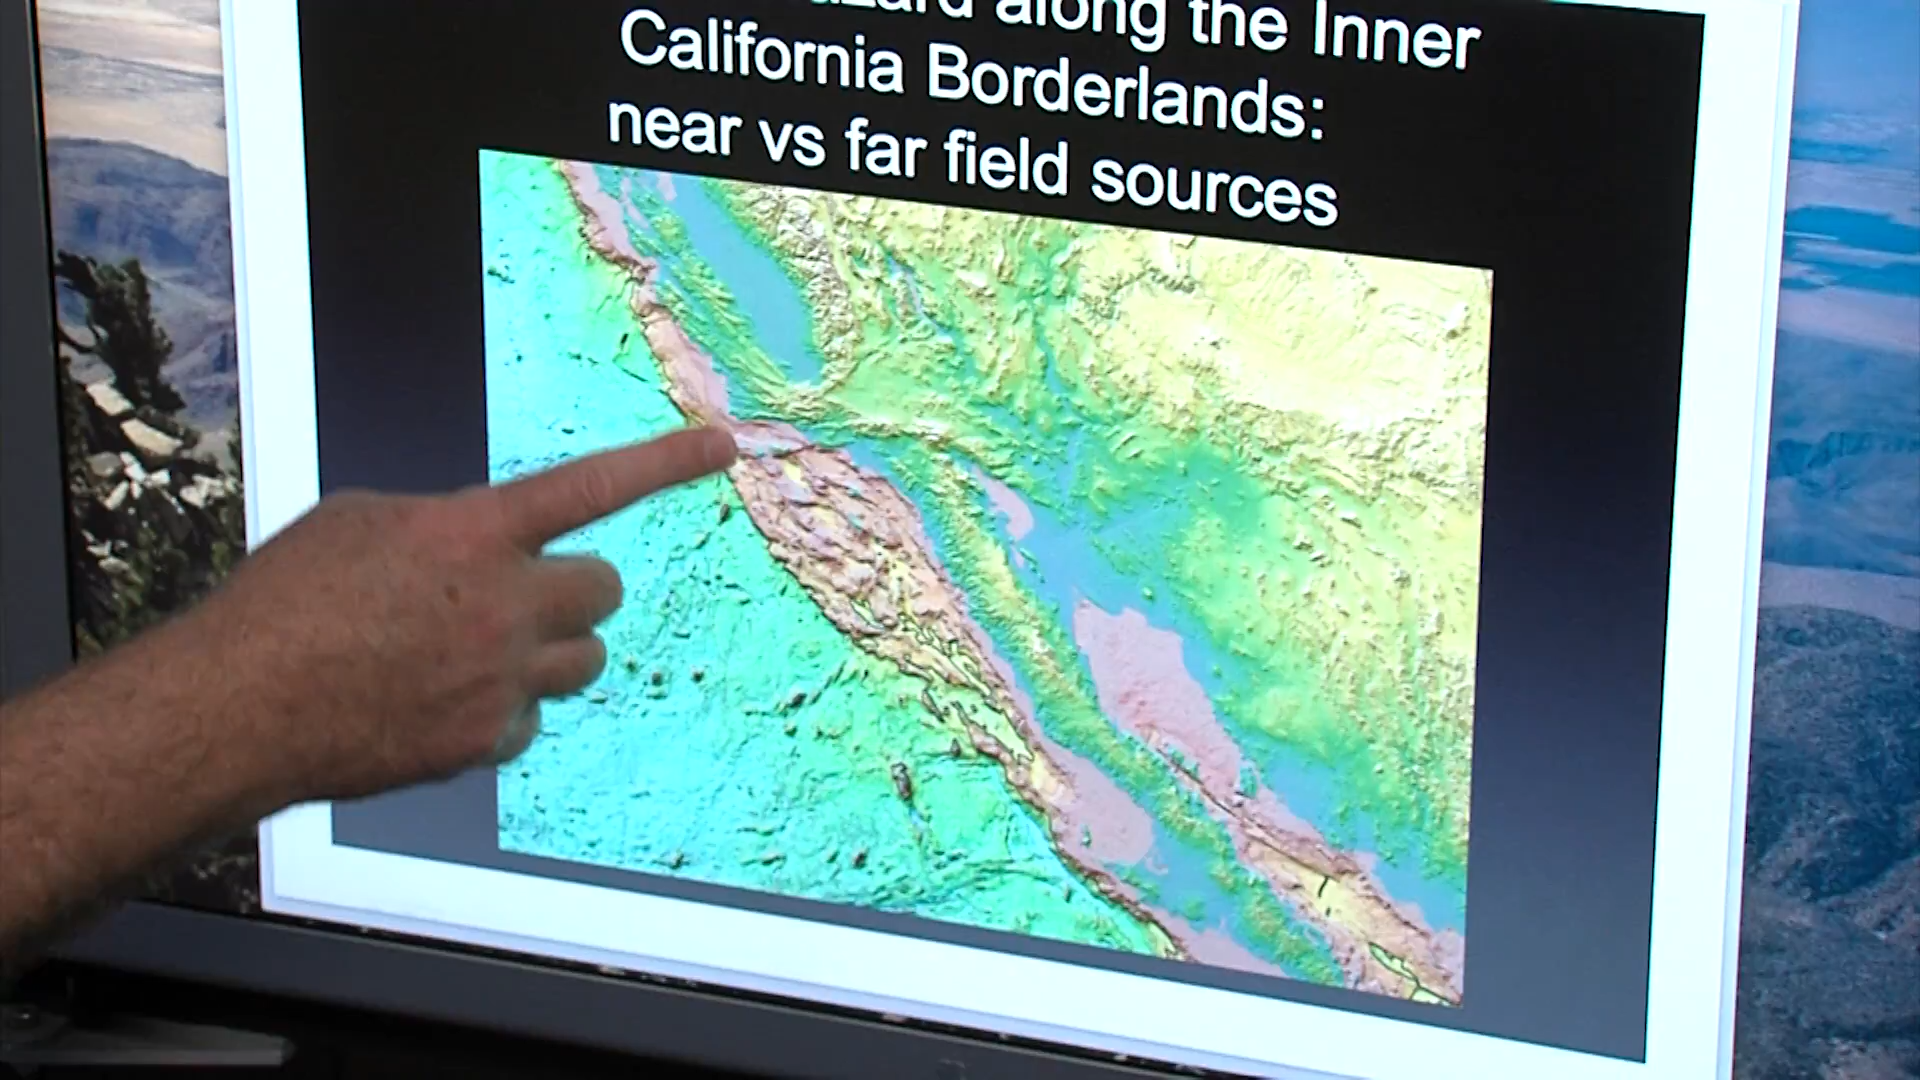 along the Inner
California Borderlands:
near vs far field sources